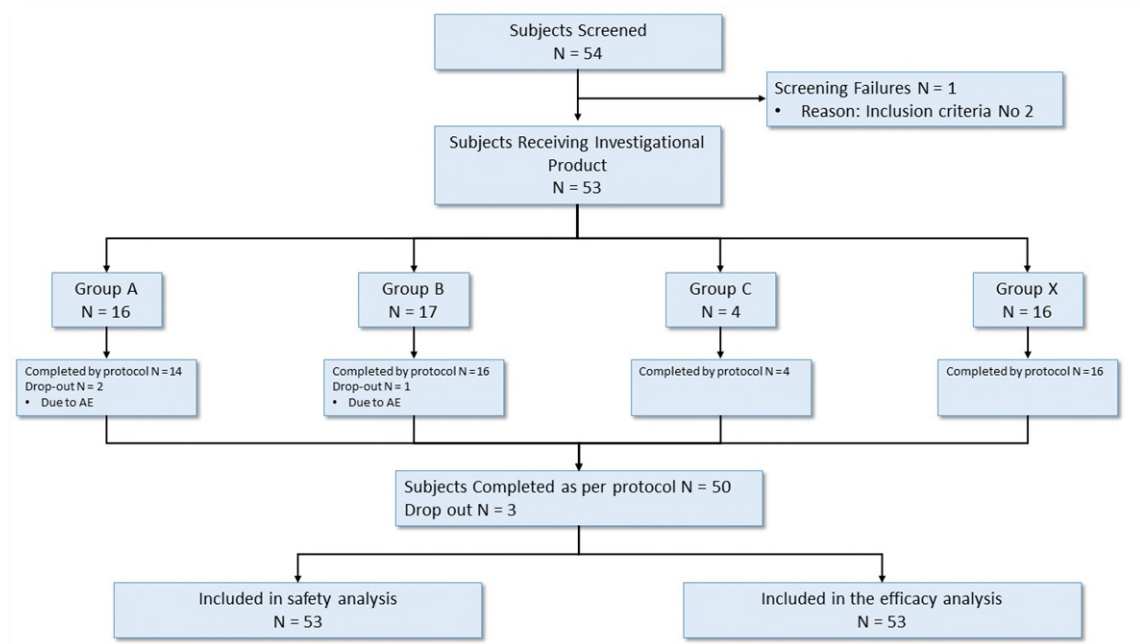 Subjects Screened
N = 54
Screening Failures N = 1
• Reason: Inclusion criteria No 2
Subjects Receiving Investigational
Product
N = 53
Group A
N = 16
Group B
N = 17
Group C
N = 4
Group X
N = 16
Completed by protocol N = 14
Drop-out N = 2
• Due to AE
Completed by protocol N = 16
Drop-out N = 1
• Due to AE
Completed by protocol N = 4
Completed by protocol N = 16
Subjects Completed as per protocol N = 50
Drop out N = 3
Included in safety analysis
N = 53
Included in the efficacy analysis
N = 53